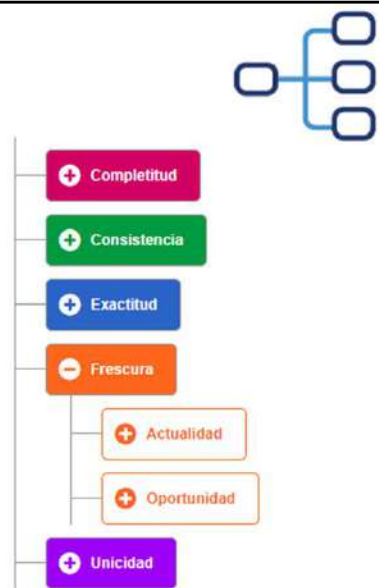 Completitud
Consistencia
Exactitud
Frescura
Actualidad
Oportunidad
Unicidad